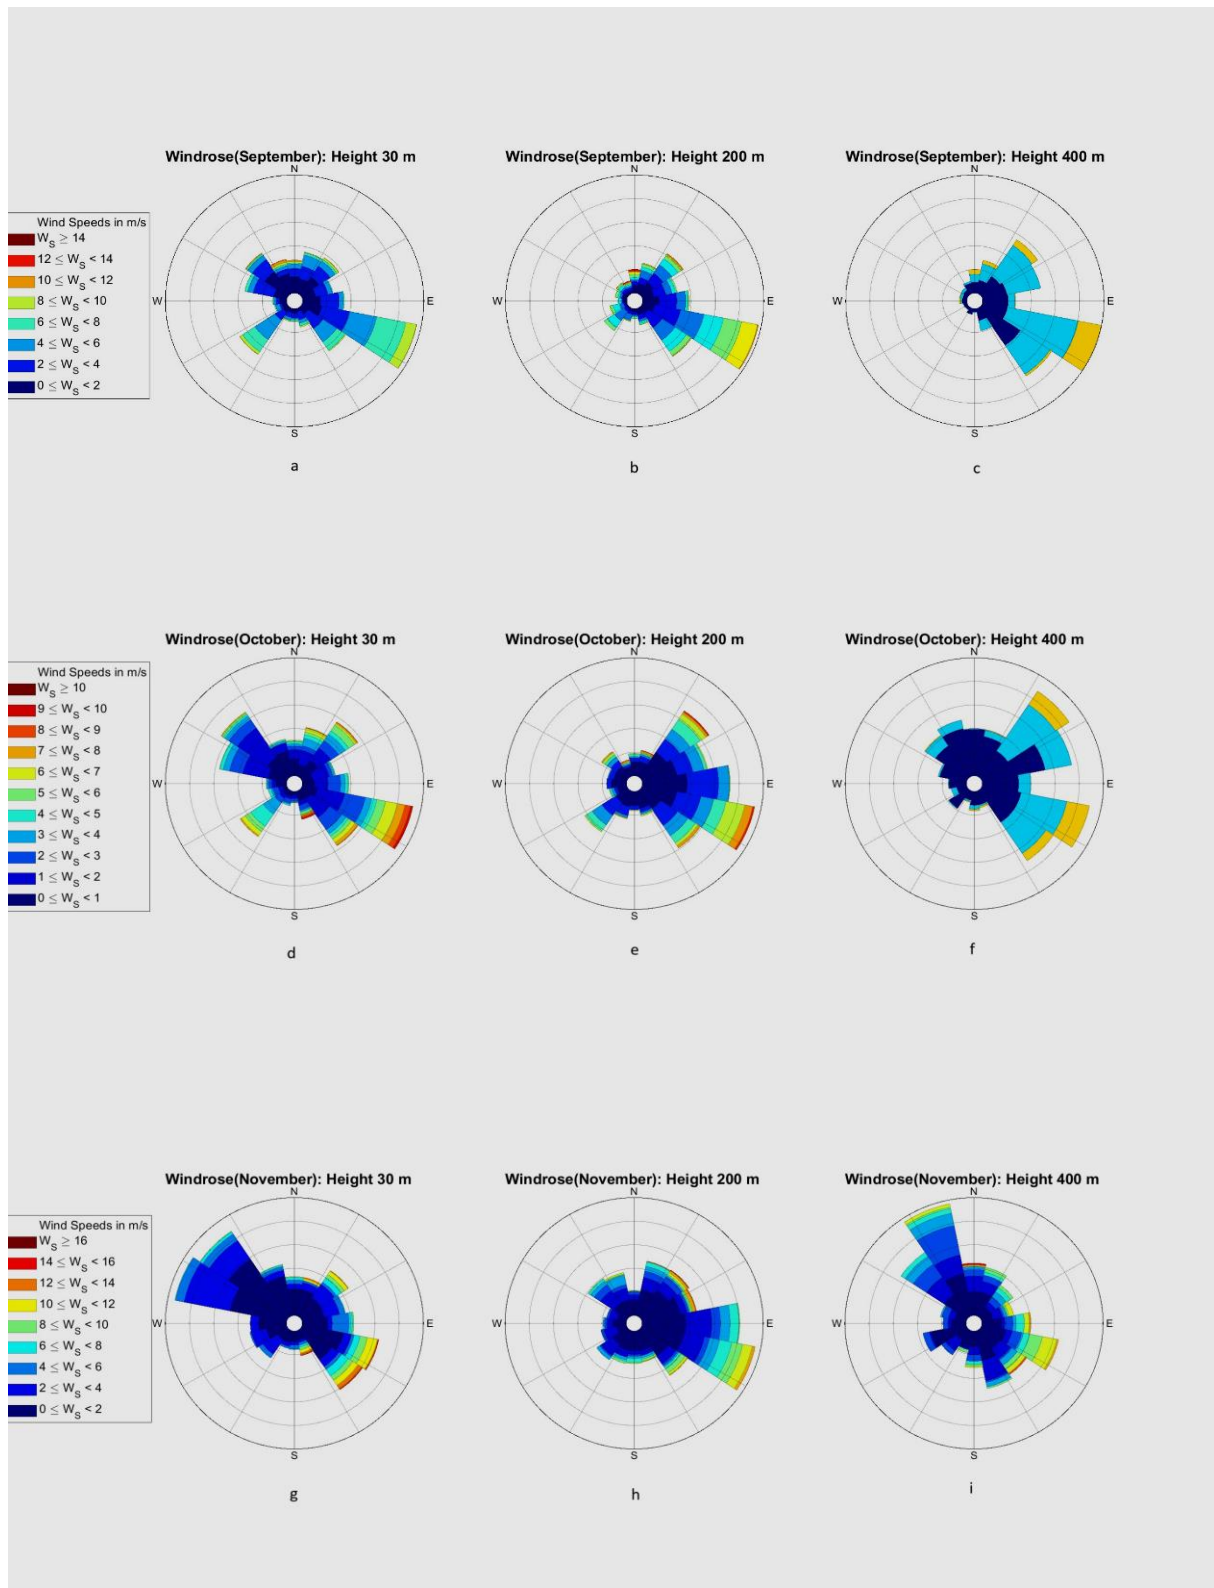 Windrose(September): Height 30 m
Windrose(September): Height 200 m
Windrose(September): Height 400 m
N
N
N
Wind Speeds in m/s
W_S ≥ 14
12 ≤ W_S < 14
10 ≤ W_S < 12
8 ≤ W_S < 10
6 ≤ W_S < 8
4 ≤ W_S < 6
2 ≤ W_S < 4
0 ≤ W_S < 2
W
E
W
E
W
E
S
S
S
a
b
c
Windrose(October): Height 30 m
Windrose(October): Height 200 m
Windrose(October): Height 400 m
N
N
N
Wind Speeds in m/s
W_S ≥ 10
9 ≤ W_S < 10
8 ≤ W_S < 9
7 ≤ W_S < 8
6 ≤ W_S < 7
5 ≤ W_S < 6
4 ≤ W_S < 5
3 ≤ W_S < 4
2 ≤ W_S < 3
1 ≤ W_S < 2
0 ≤ W_S < 1
W
E
W
E
W
E
S
S
S
d
e
f
Windrose(November): Height 30 m
Windrose(November): Height 200 m
Windrose(November): Height 400 m
N
N
N
Wind Speeds in m/s
W_S ≥ 16
14 ≤ W_S < 16
12 ≤ W_S < 14
10 ≤ W_S < 12
8 ≤ W_S < 10
6 ≤ W_S < 8
4 ≤ W_S < 6
2 ≤ W_S < 4
0 ≤ W_S < 2
W
E
W
E
W
E
S
S
S
g
h
i